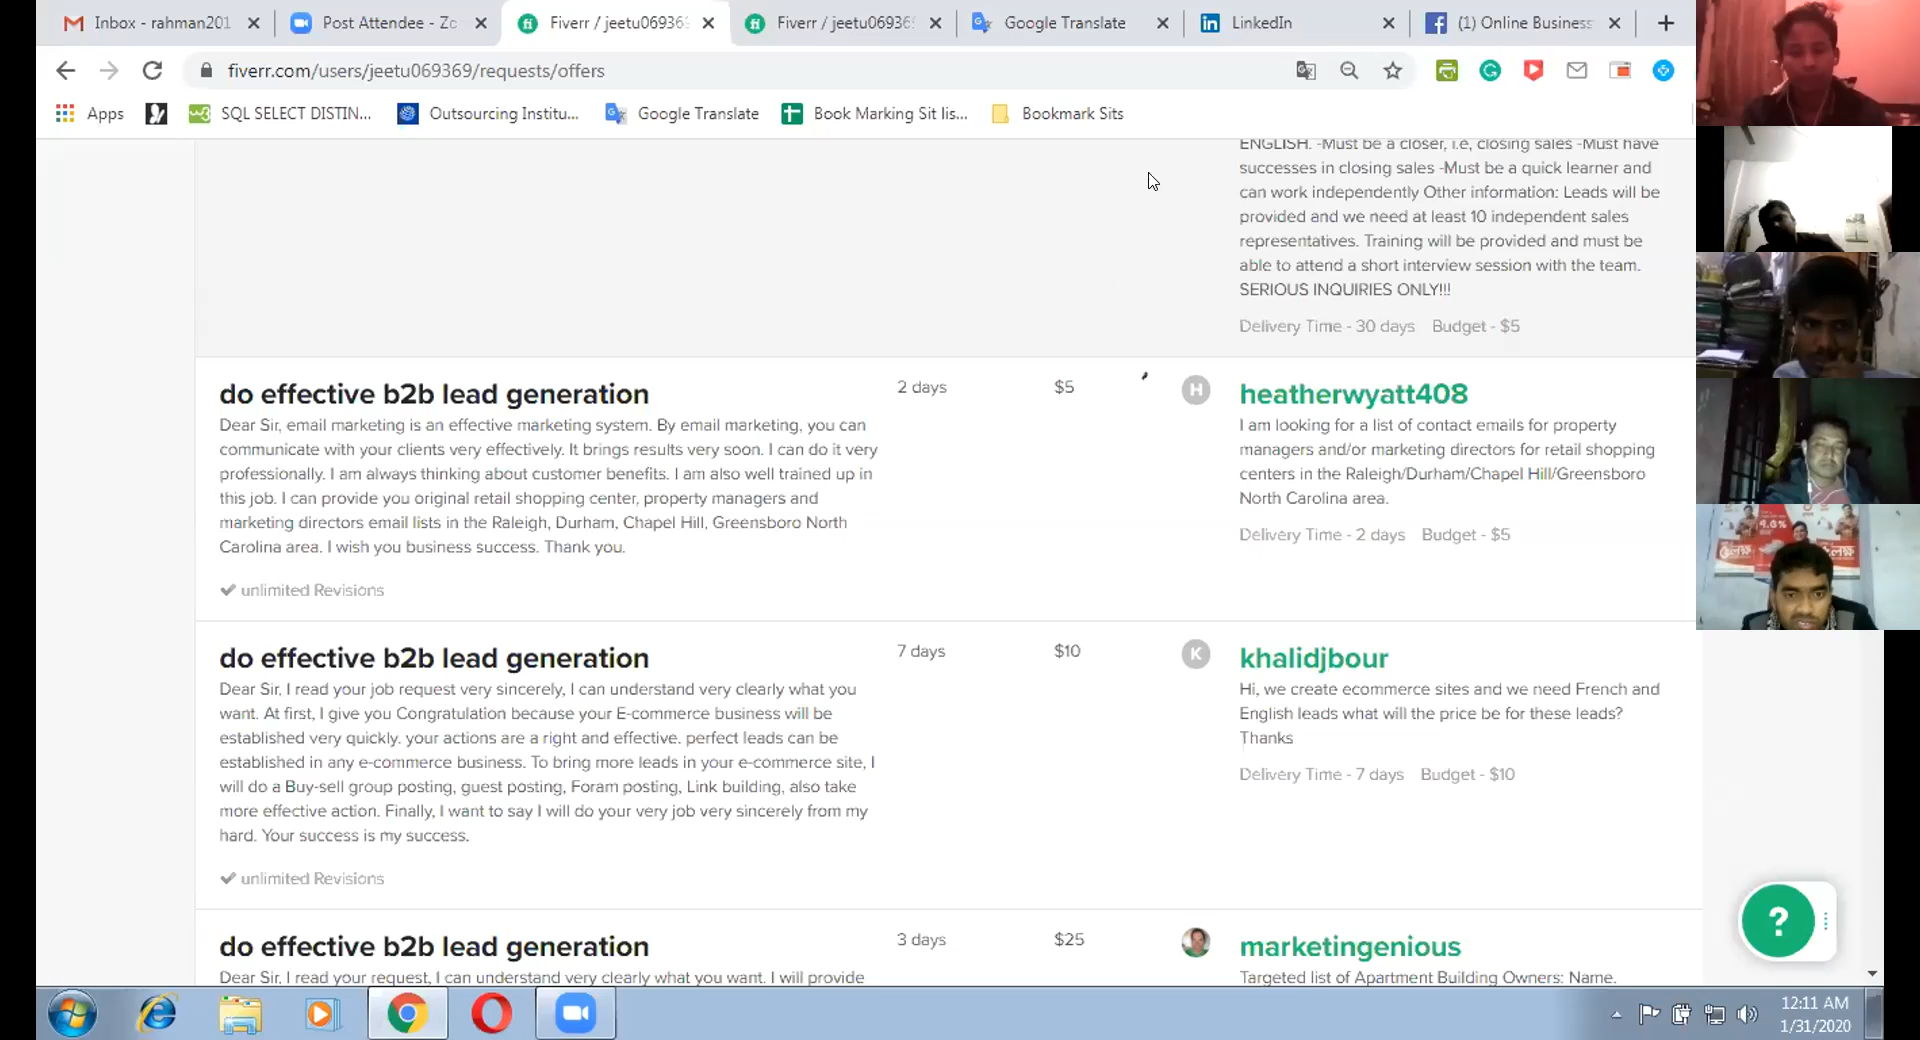 Inbox - rahman201
Post Attendee - Zo
Fiverr / jeetu069369
Fiverr / jeetu069369
Google Translate
LinkedIn
(1) Online Business
fiverr.com/users/jeetu069369/requests/offers
Apps
SQL SELECT DISTIN...
Outsourcing Institu...
Google Translate
Book Marking Sit lis...
Bookmark Sits
ENGLISH. -Must be a closer, i.e, closing sales -Must have
successes in closing sales -Must be a quick learner and
can work independently Other information: Leads will be
provided and we need at least 10 independent sales
representatives. Training will be provided and must be
able to attend a short interview session with the team.
SERIOUS INQUIRIES ONLY!!!
Delivery Time - 30 days Budget - $5
do effective b2b lead generation
Dear Sir, email marketing is an effective marketing system. By email marketing, you can
communicate with your clients very effectively. It brings results very soon. I can do it very
professionally. I am always thinking about customer benefits. I am also well trained up in
this job. I can provide you original retail shopping center, property managers and
marketing directors email lists in the Raleigh, Durham, Chapel Hill, Greensboro North
Carolina area. I wish you business success. Thank you.
unlimited Revisions
2 days
$5
H
heatherwyatt408
I am looking for a list of contact emails for property
managers and/or marketing directors for retail shopping
centers in the Raleigh/Durham/Chapel Hill/Greensboro
North Carolina area.
Delivery Time - 2 days Budget - $5
do effective b2b lead generation
Dear Sir, I read your job request very sincerely, I can understand very clearly what you
want. At first, I give you Congratulation because your E-commerce business will be
established very quickly. your actions are a right and effective. perfect leads can be
established in any e-commerce business. To bring more leads in your e-commerce site, I
will do a Buy-sell group posting, guest posting, Foram posting, Link building, also take
more effective action. Finally, I want to say I will do your very job very sincerely from my
hard. Your success is my success.
unlimited Revisions
7 days
$10
K
khalidjbour
Hi, we create ecommerce sites and we need French and
English leads what will the price be for these leads?
Thanks
Delivery Time - 7 days Budget - $10
do effective b2b lead generation
Dear Sir, I read your request, I can understand very clearly what you want. I will provide
3 days
$25
marketingenious
Targeted list of Apartment Building Owners: Name.
?
12:11 AM
1/31/2020